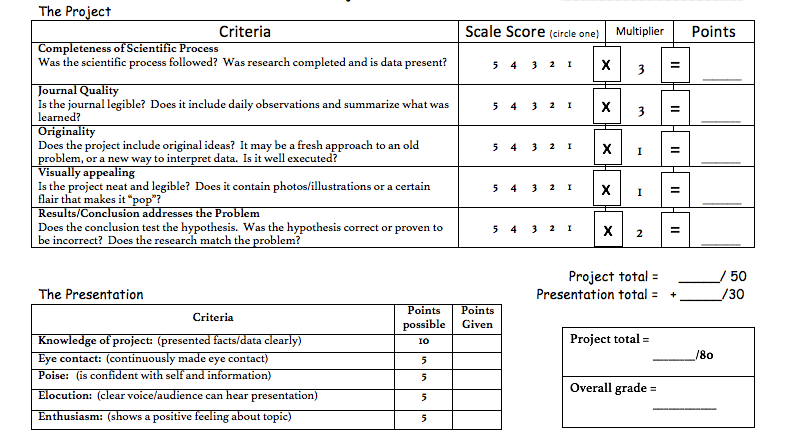 The Project
Criteria Scale Score (circle one) Multiplier Points
Completeness of Scientific Process
Was the scientific process followed? Was research completed and is data present? 5 4 3 2 1 X 3 = _____
Journal Quality
Is the journal legible? Does it include daily observations and summarize what was
learned? 5 4 3 2 1 X 3 = _____
Originality
Does the project include original ideas? It may be a fresh approach to an old
problem, or a new way to interpret data. Is it well executed? 5 4 3 2 1 X 1 = _____
Visually appealing
Is the project neat and legible? Does it contain photos/illustrations or a certain
flair that makes it "pop"? 5 4 3 2 1 X 1 = _____
Results/Conclusion addresses the Problem
Does the conclusion test the hypothesis. Was the hypothesis correct or proven to
be incorrect? Does the research match the problem? 5 4 3 2 1 X 2 = _____
Project total = ______/ 50
Presentation total = + ______/30
The Presentation
Criteria Points possible Points Given
Knowledge of project: (presented facts/data clearly) 10
Eye contact: (continuously made eye contact) 5
Poise: (is confident with self and information) 5
Elocution: (clear voice/audience can hear presentation) 5
Enthusiasm: (shows a positive feeling about topic) 5
Project total =
______/80
Overall grade =
_________